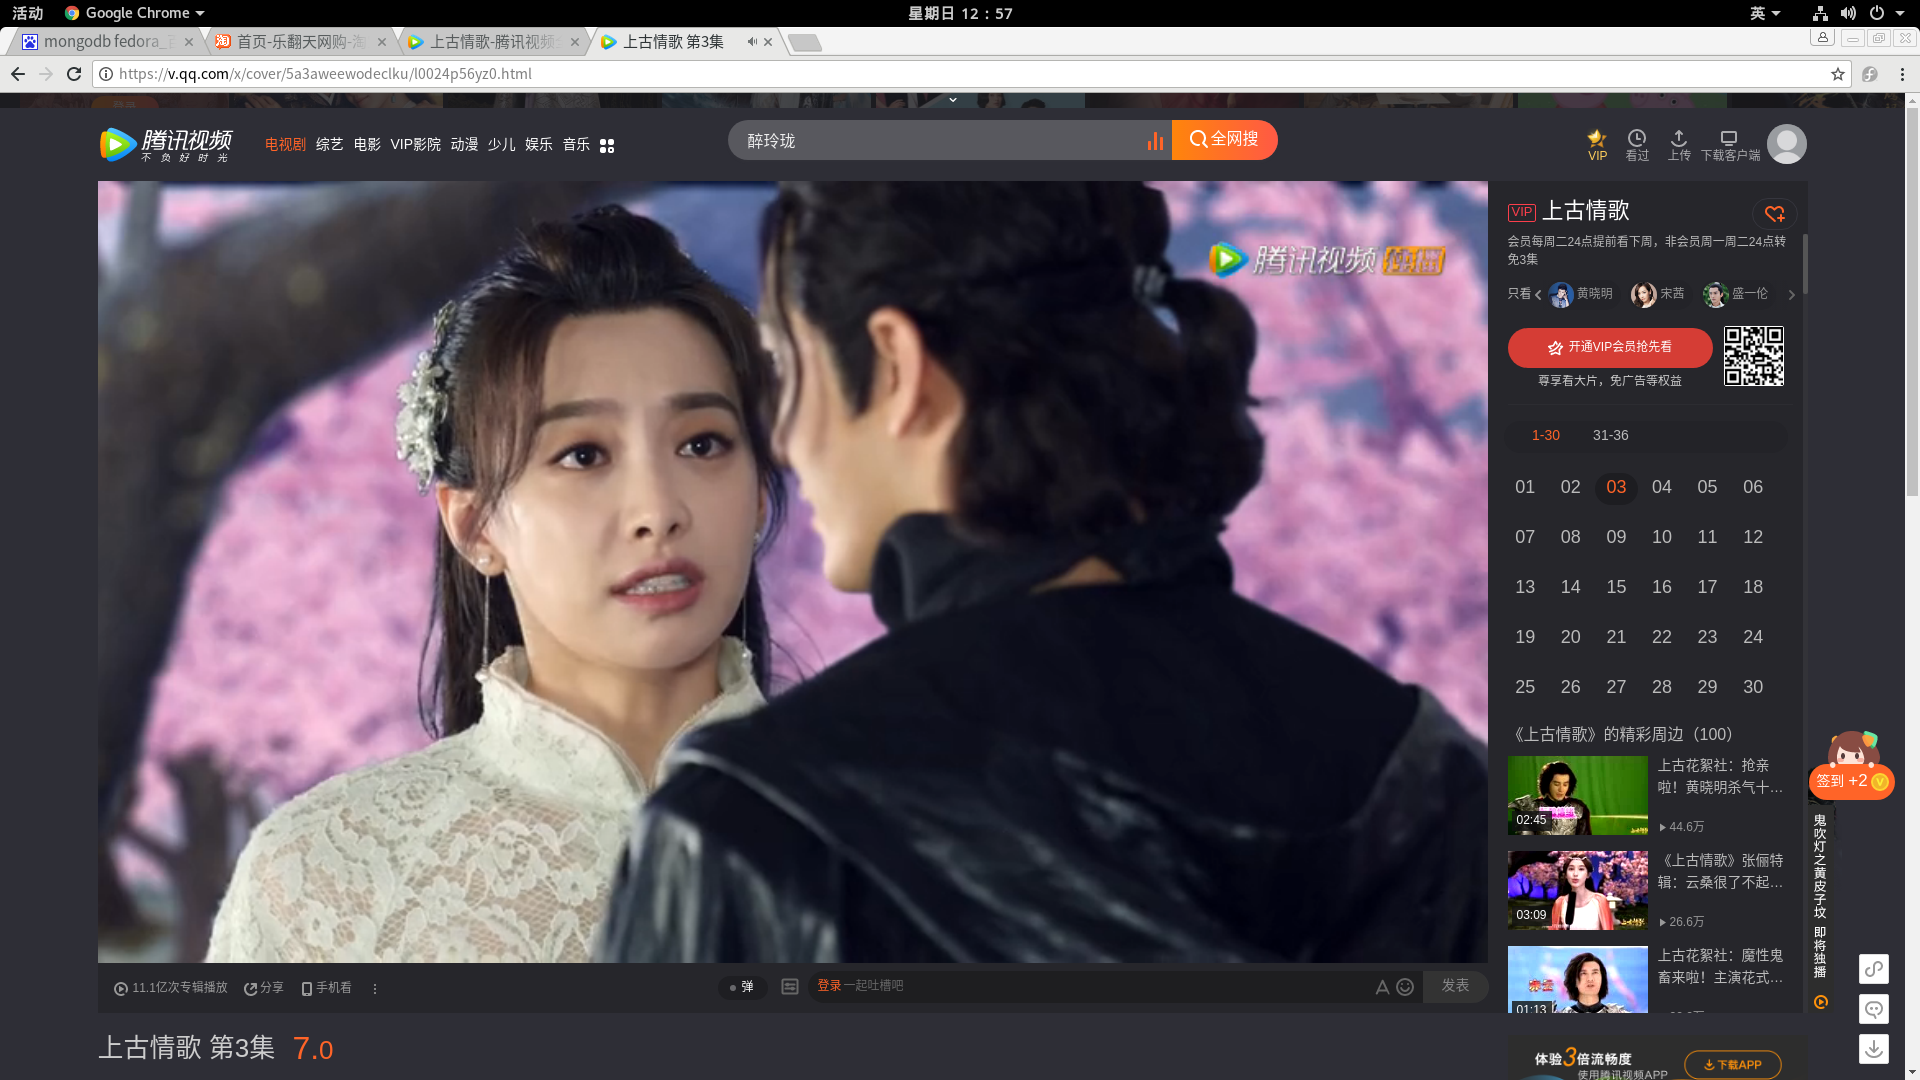 活动 Google Chrome 星期日 12：57 英
mongodb fedora_ 首页-乐翻天网购-淘 上古情歌-腾讯视频 上古情歌 第3集
https://v.qq.com/x/cover/5a3aweewodeclku/l0024p56yz0.html
腾讯视频
不负好时光
电视剧 综艺 电影 VIP影院 动漫 少儿 娱乐 音乐
醉玲珑 全网搜
VIP 看过 上传 下载客户端
腾讯视频
VIP 上古情歌
会员每周二24点提前看下周，非会员周一周二24点转
免3集
只看 黄晓明 宋茜 盛一伦
开通VIP会员抢先看
尊享看大片，免广告等权益
1-30 31-36
01 02 03 04 05 06
07 08 09 10 11 12
13 14 15 16 17 18
19 20 21 22 23 24
25 26 27 28 29 30
《上古情歌》的精彩周边（100）
上古花絮社：抢亲
啦！黄晓明杀气十…
02:45
44.6万
《上古情歌》张俪特
辑：云桑很了不起…
03:09
26.6万
上古花絮社：魔性鬼
畜来啦！主演花式…
01:13
签到 +2
鬼吹灯之黄皮子坟 即将独播
11.1亿次专辑播放 分享 手机看
弹 登录 一起吐槽吧 发表
上古情歌 第3集 7.0
体验3倍流畅度
使用腾讯视频APP
下载APP